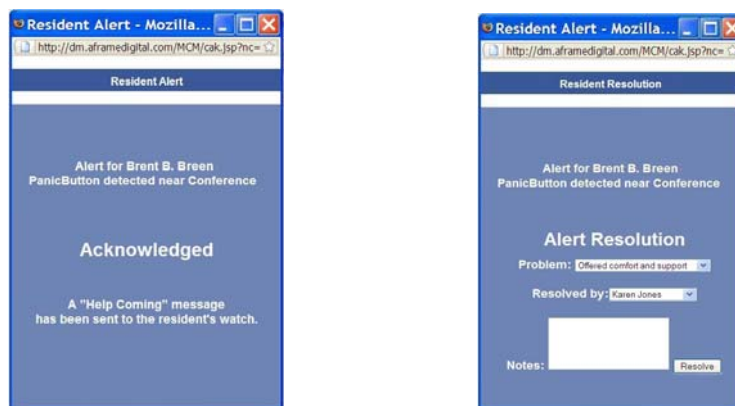 Resident Alert - Mozilla...
http://dm.aframedigital.com/MCM/cak.jsp?nc=
Resident Alert
Alert for Brent B. Breen
PanicButton detected near Conference
Acknowledged
A "Help Coming" message
has been sent to the resident's watch.
Resident Alert - Mozilla...
http://dm.aframedigital.com/MCM/cak.jsp?nc=
Resident Resolution
Alert for Brent B. Breen
PanicButton detected near Conference
Alert Resolution
Problem: Offered comfort and support
Resolved by: Karen Jones
Notes: Resolve